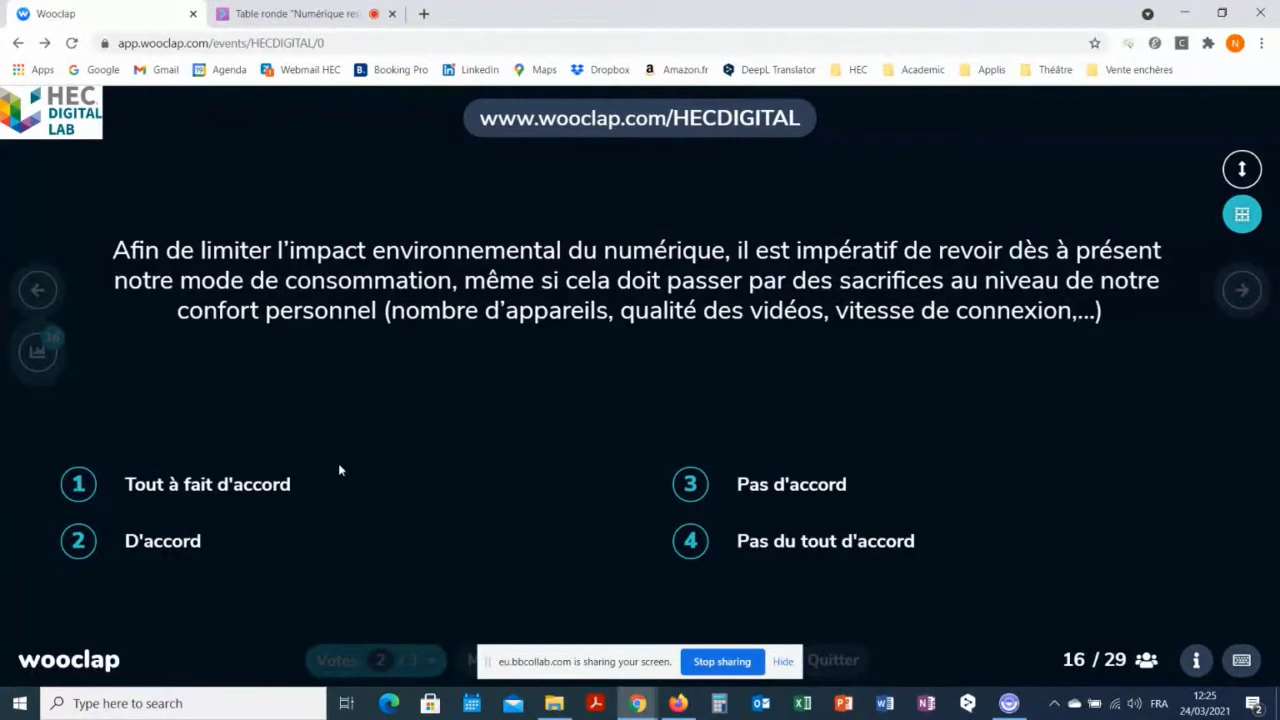 Wooclap
Table ronde "Numérique res
app.wooclap.com/events/HECDIGITAL/0
N
Apps
Google
Gmail
Agenda
Webmail HEC
Booking Pro
LinkedIn
Maps
Dropbox
Amazon.fr
DeepL Translator
HEC
Academic
Applis
Théâtre
Vente enchères
HEC
DIGITAL
LAB
www.wooclap.com/HECDIGITAL
Afin de limiter l'impact environnemental du numérique, il est impératif de revoir dès à présent
notre mode de consommation, même si cela doit passer par des sacrifices au niveau de notre
confort personnel (nombre d'appareils, qualité des vidéos, vitesse de connexion,...)
16
1 Tout à fait d'accord
2 D'accord
3 Pas d'accord
4 Pas du tout d'accord
wooclap
Votes 2 / 3
eu.bbcollab.com is sharing your screen.
Stop sharing
Hide
Quitter
16 / 29
Type here to search
FRA
12:25
24/03/2021
2